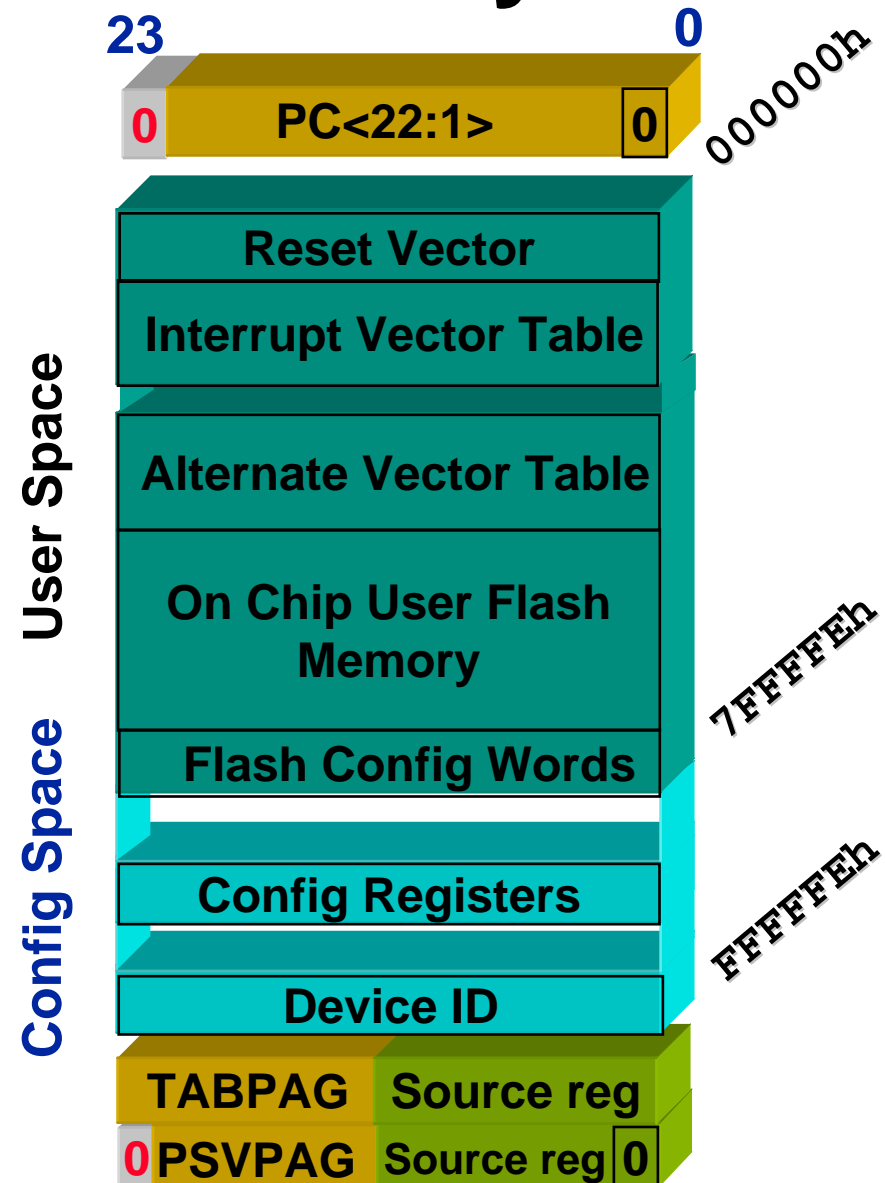 23 0
000000h
0 PC<22:1> 0
Reset Vector
Interrupt Vector Table
User Space
Alternate Vector Table
On Chip User Flash
Memory
7FFFFEh
Flash Config Words
Config Space
Config Registers
FFFFFEh
Device ID
TABPAG Source reg
0 PSVPAG Source reg 0